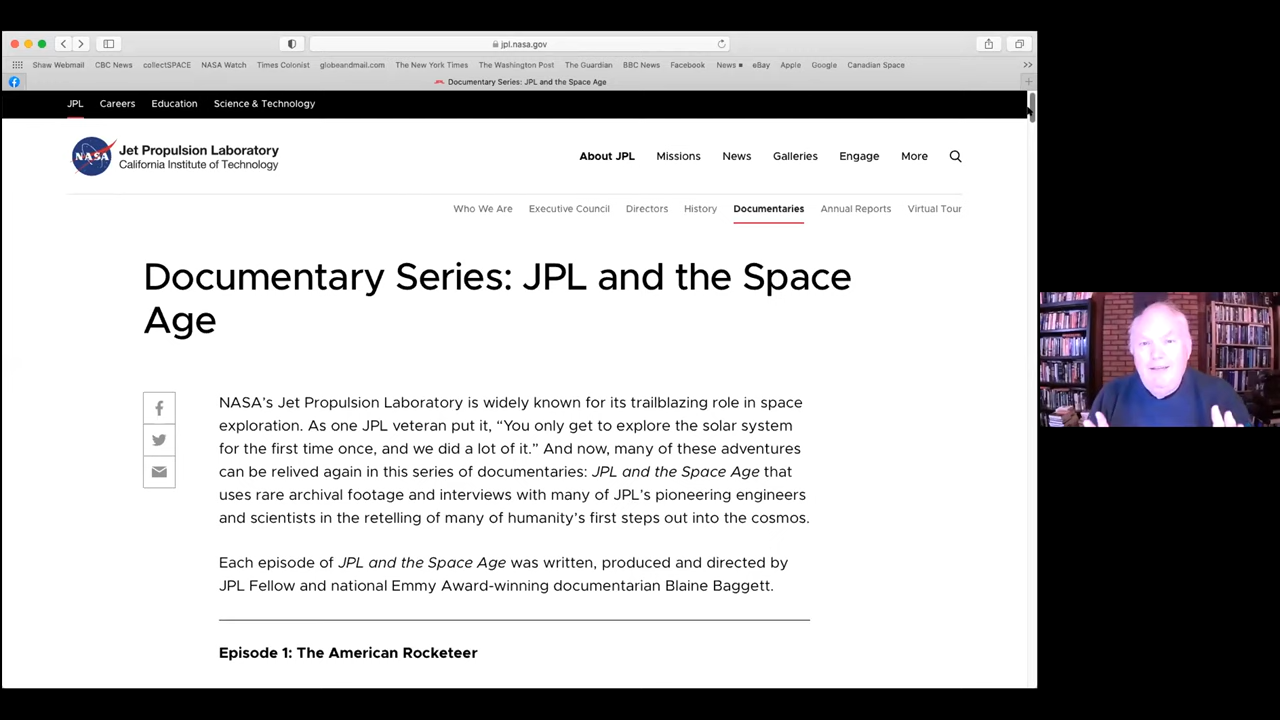 jpl.nasa.gov
Shaw Webmail CBC News collectSPACE NASA Watch Times Colonist globeandmail.com The New York Times The Washington Post The Guardian BBC News Facebook News eBay Apple Google Canadian Space >>
Documentary Series: JPL and the Space Age
JPL Careers Education Science & Technology
NASA
Jet Propulsion Laboratory
California Institute of Technology
About JPL Missions News Galleries Engage More
Who We Are Executive Council Directors History Documentaries Annual Reports Virtual Tour
Documentary Series: JPL and the Space
Age
NASA’s Jet Propulsion Laboratory is widely known for its trailblazing role in space
exploration. As one JPL veteran put it, “You only get to explore the solar system
for the first time once, and we did a lot of it.” And now, many of these adventures
can be relived again in this series of documentaries: JPL and the Space Age that
uses rare archival footage and interviews with many of JPL’s pioneering engineers
and scientists in the retelling of many of humanity’s first steps out into the cosmos.
Each episode of JPL and the Space Age was written, produced and directed by
JPL Fellow and national Emmy Award-winning documentarian Blaine Baggett.
Episode 1: The American Rocketeer